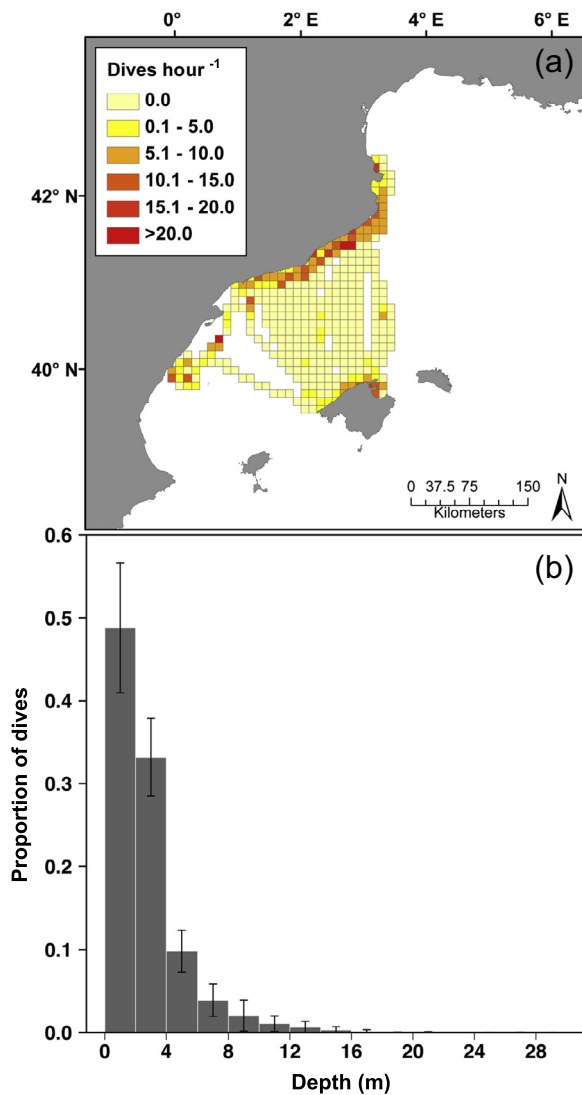 0° 2° E 4° E 6° E
(a)
Dives hour -1
0.0
0.1 - 5.0
5.1 - 10.0
10.1 - 15.0
15.1 - 20.0
>20.0
42° N
40° N
N
0 37.5 75 150
Kilometers
(b)
0.6
0.5
0.4
0.3
0.2
0.1
0.0
Proportion of dives
0 4 8 12 16 20 24 28
Depth (m)